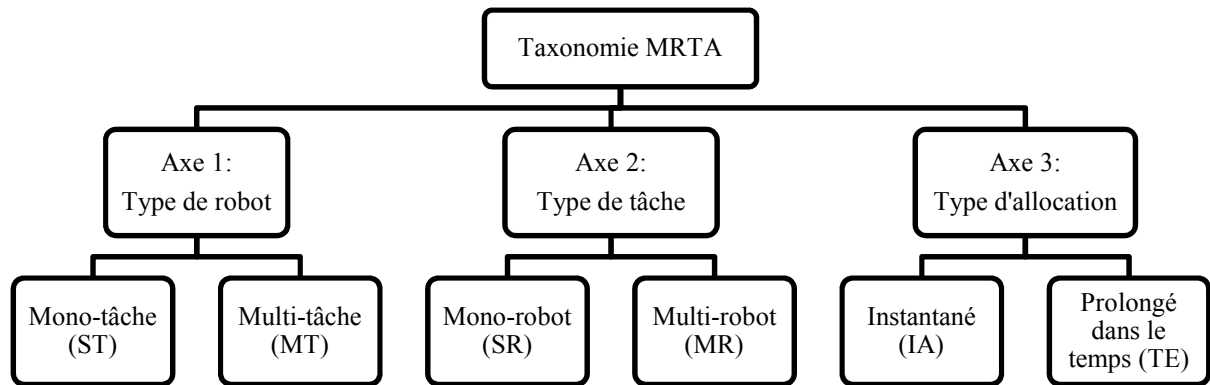 Taxonomie MRTA
Axe 1:
Type de robot
Axe 2:
Type de tâche
Axe 3:
Type d'allocation
Mono-tâche
(ST)
Multi-tâche
(MT)
Mono-robot
(SR)
Multi-robot
(MR)
Instantané
(IA)
Prolongé
dans le
temps (TE)